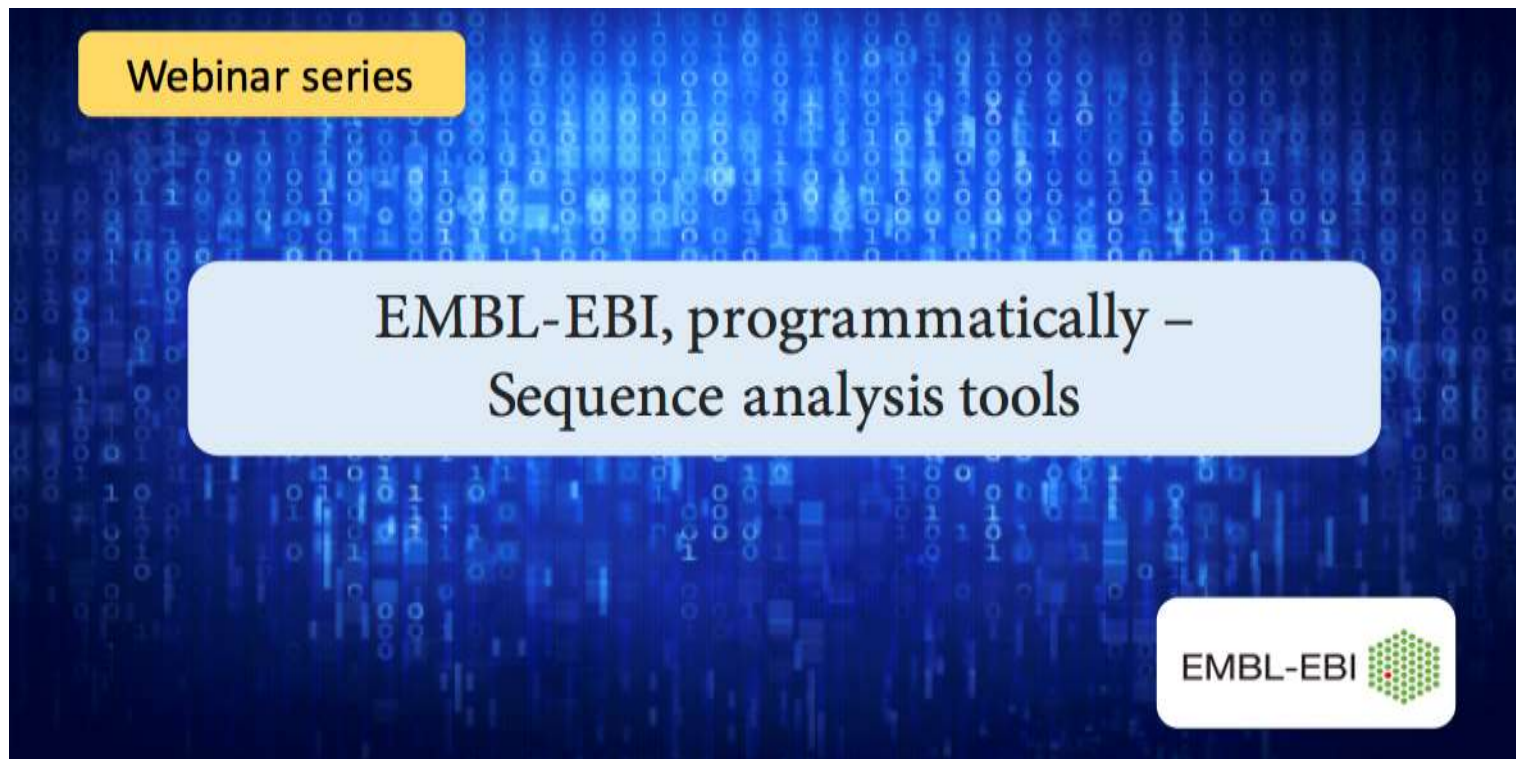 Webinar series
EMBL-EBI, programmatically –
Sequence analysis tools
EMBL-EBI